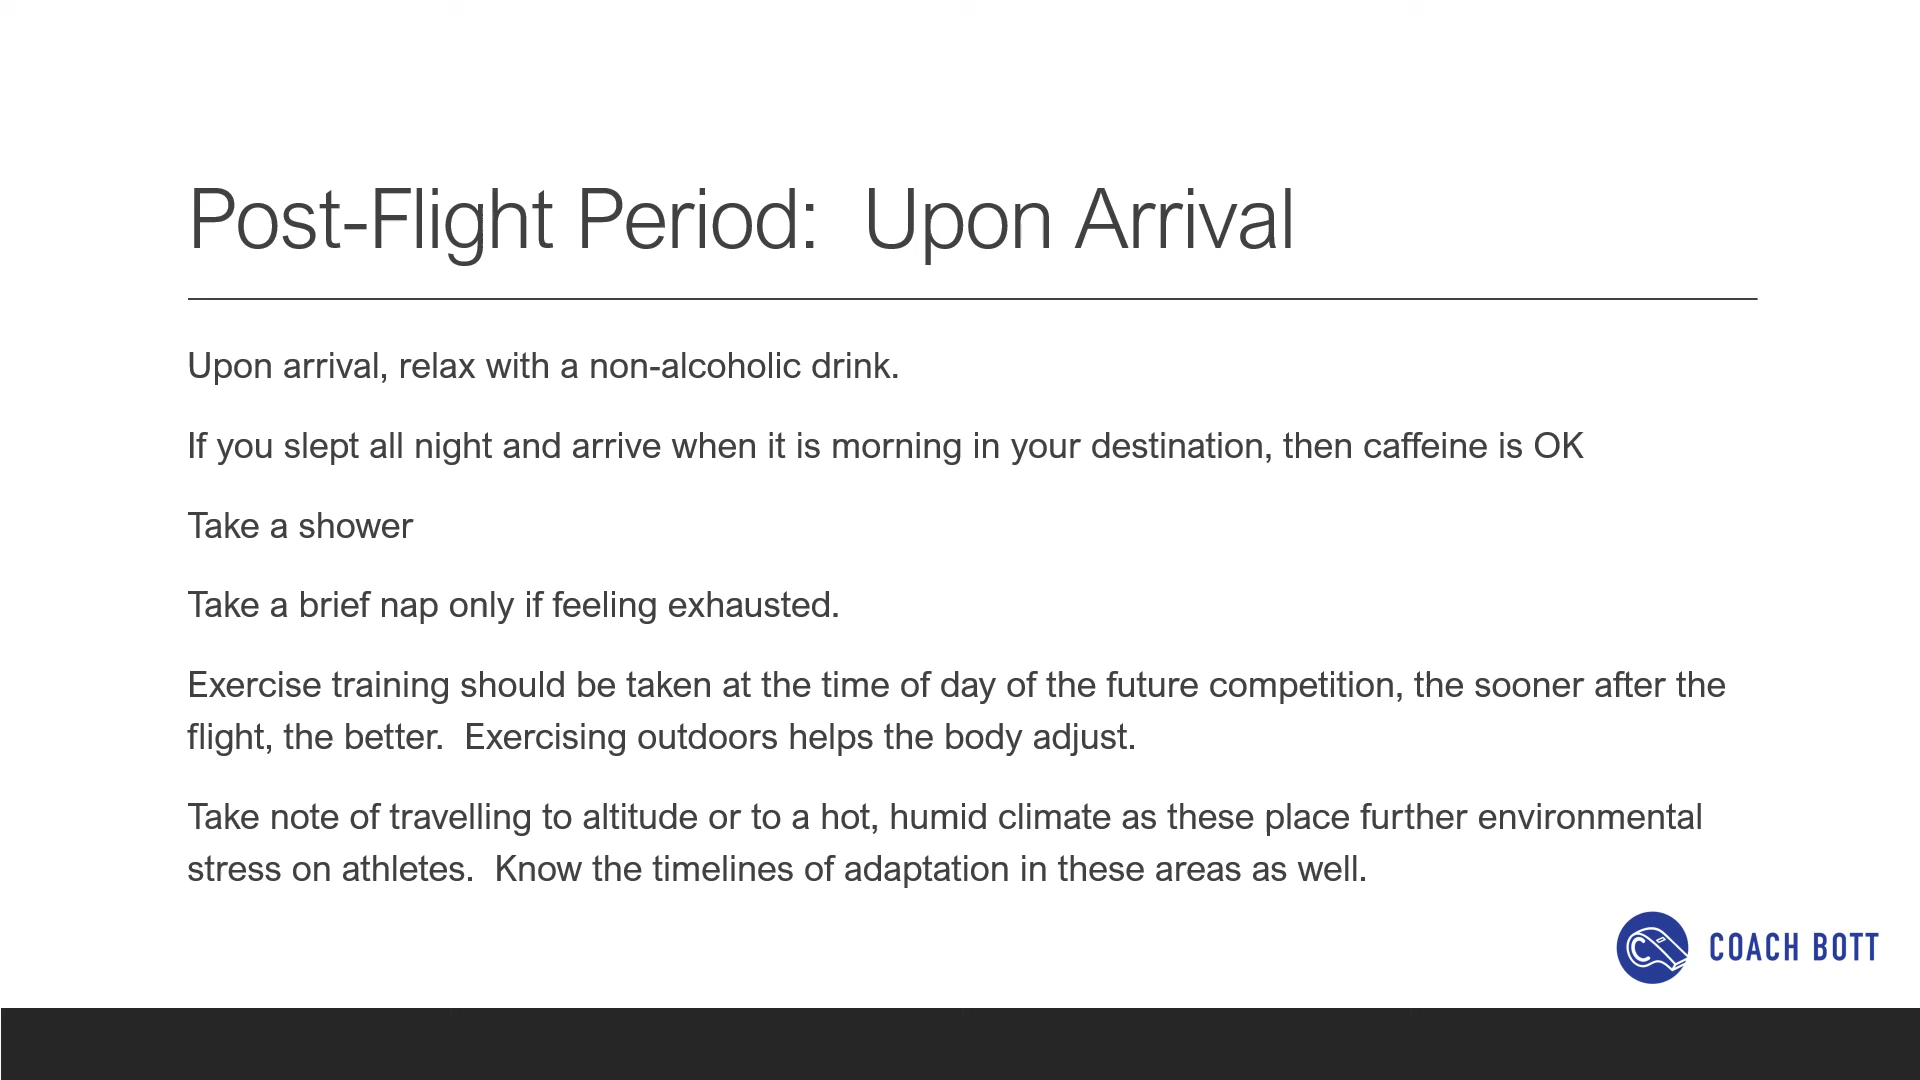 Post-Flight Period:  Upon Arrival
Upon arrival, relax with a non-alcoholic drink.
If you slept all night and arrive when it is morning in your destination, then caffeine is OK
Take a shower
Take a brief nap only if feeling exhausted.
Exercise training should be taken at the time of day of the future competition, the sooner after the
flight, the better.  Exercising outdoors helps the body adjust.
Take note of travelling to altitude or to a hot, humid climate as these place further environmental
stress on athletes.  Know the timelines of adaptation in these areas as well.
COACH BOTT